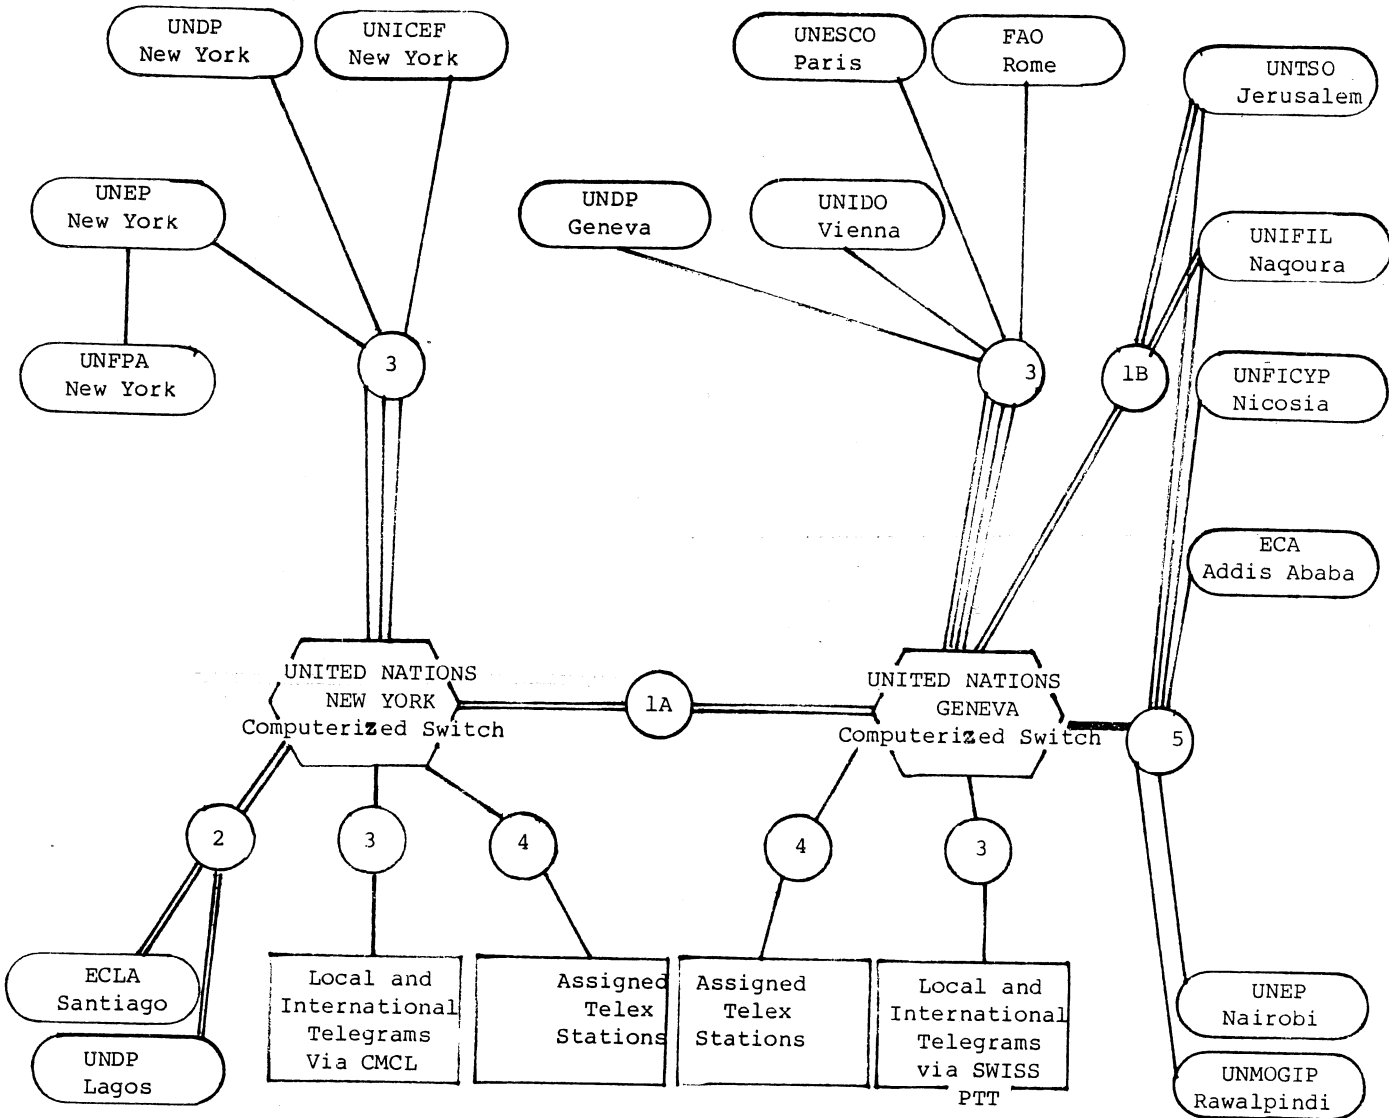 UNDP
New York
UNICEF
New York
UNESCO
Paris
FAO
Rome
UNTSO
Jerusalem
UNEP
New York
UNDP
Geneva
UNIDO
Vienna
UNIFIL
Naqoura
UNFPA
New York
3
3
1B
UNFICYP
Nicosia
ECA
Addis Ababa
UNITED NATIONS
NEW YORK
Computerized Switch
1A
UNITED NATIONS
GENEVA
Computerized Switch
5
2
3
4
4
3
ECLA
Santiago
Local and
International
Telegrams
Via CMCL
Assigned
Telex
Stations
Assigned
Telex
Stations
Local and
International
Telegrams
via SWISS
PTT
UNEP
Nairobi
UNDP
Lagos
UNMOGIP
Rawalpindi